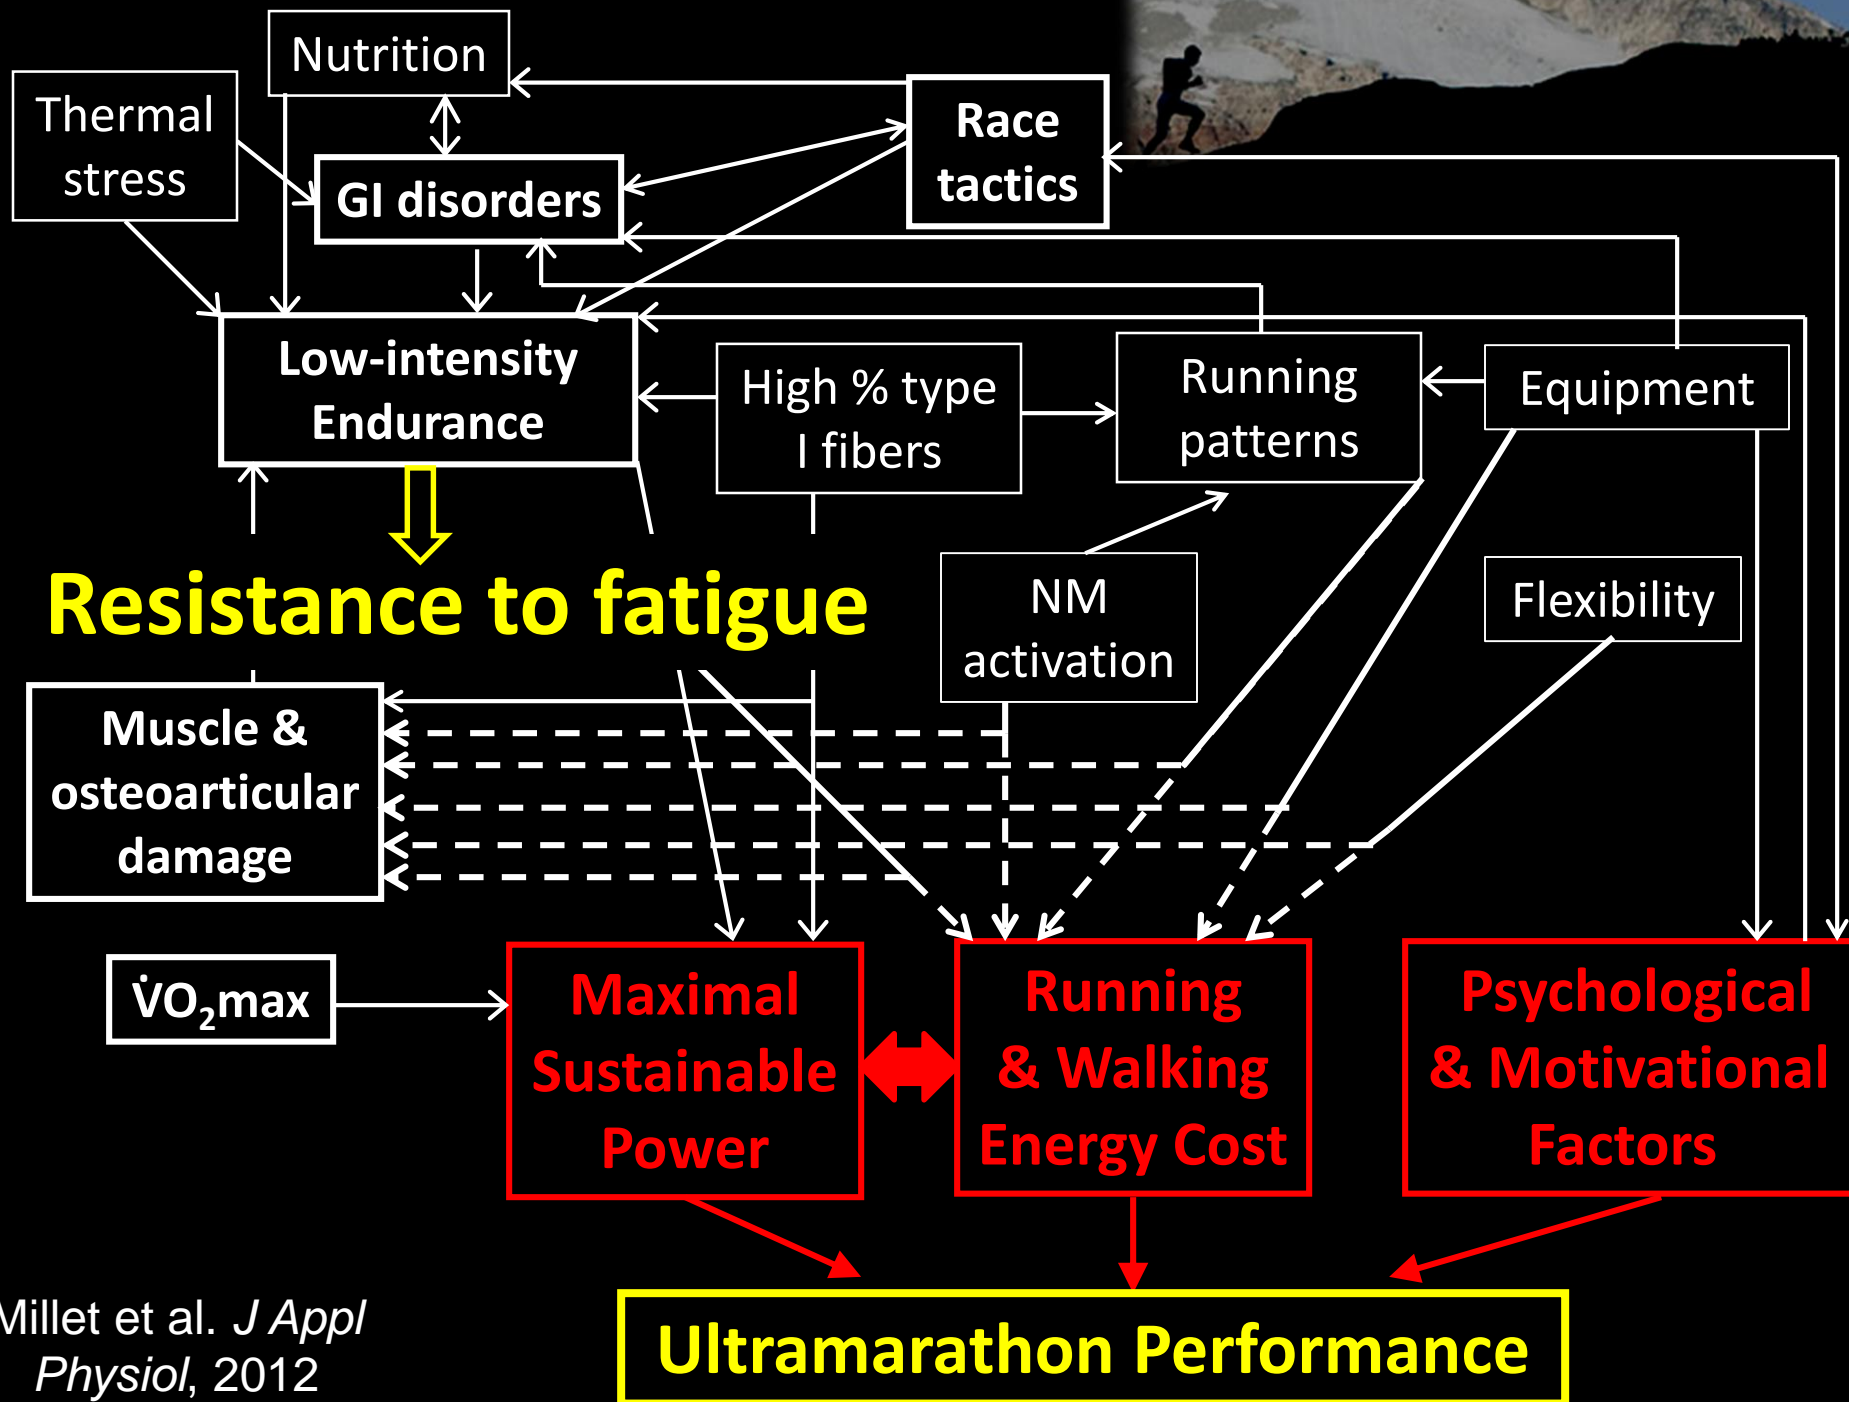 Nutrition
Thermal
stress
Race
tactics
GI disorders
Low-intensity
Endurance
High % type
I fibers
Running
patterns
Equipment
Resistance to fatigue
NM
activation
Flexibility
Muscle &
osteoarticular
damage
V̇O₂max
Maximal
Sustainable
Power
Running
& Walking
Energy Cost
Psychological
& Motivational
Factors
Millet et al. J Appl
Physiol, 2012
Ultramarathon Performance